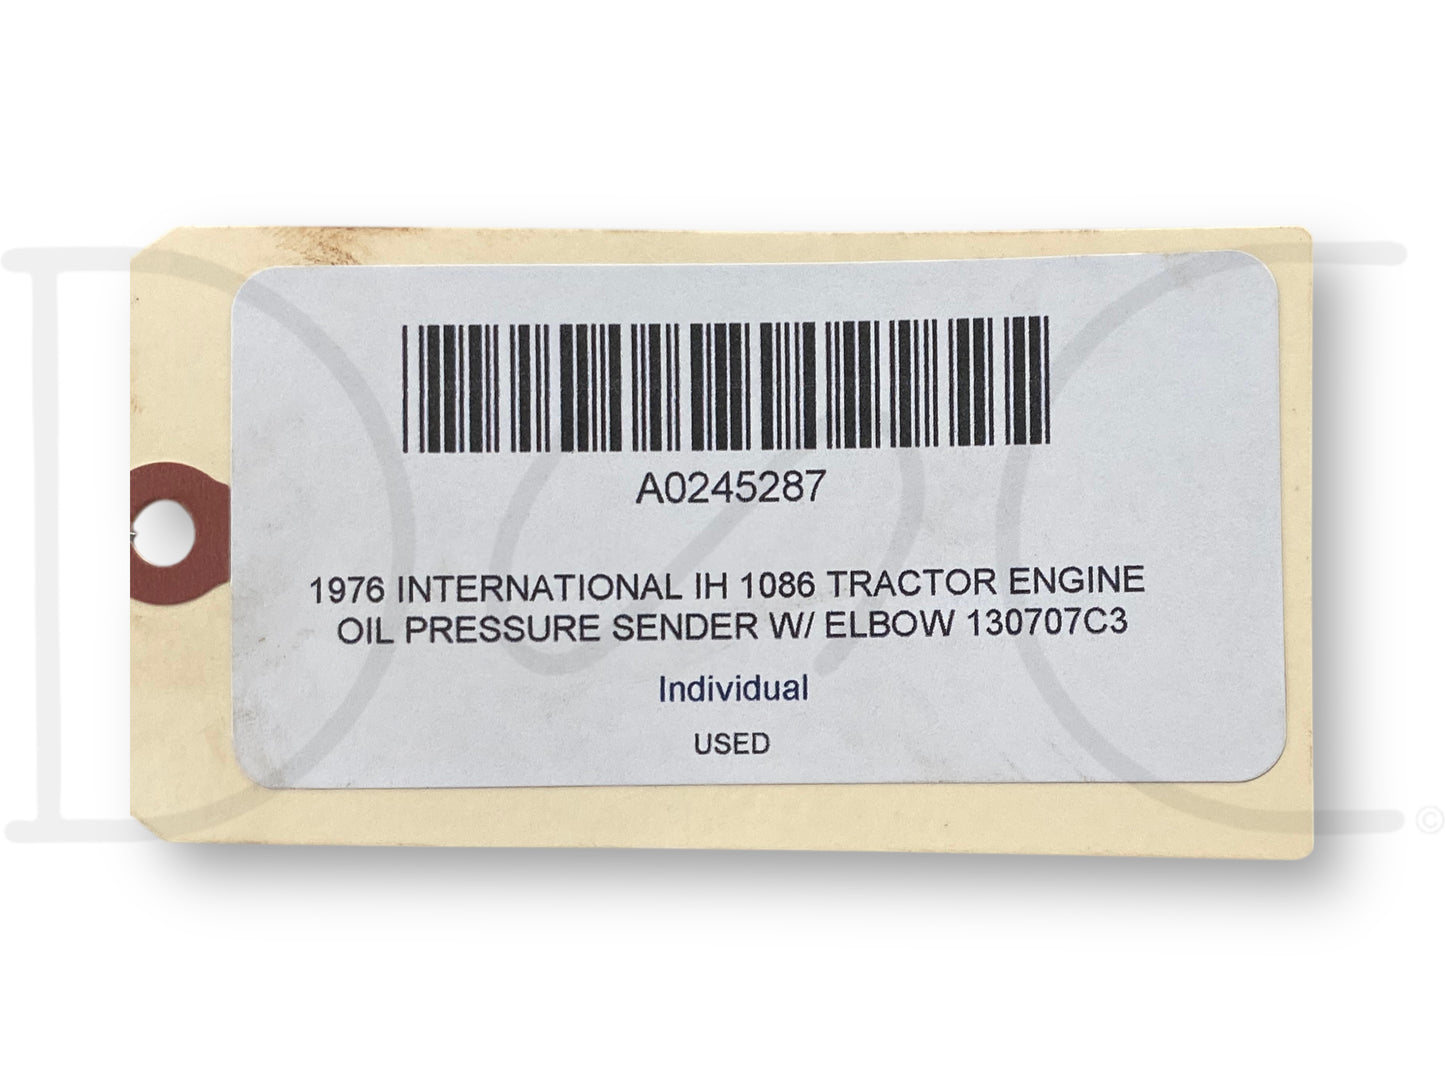 A0245287
1976 INTERNATIONAL IH 1086 TRACTOR ENGINE
OIL PRESSURE SENDER W/ ELBOW 130707C3
Individual
USED
©